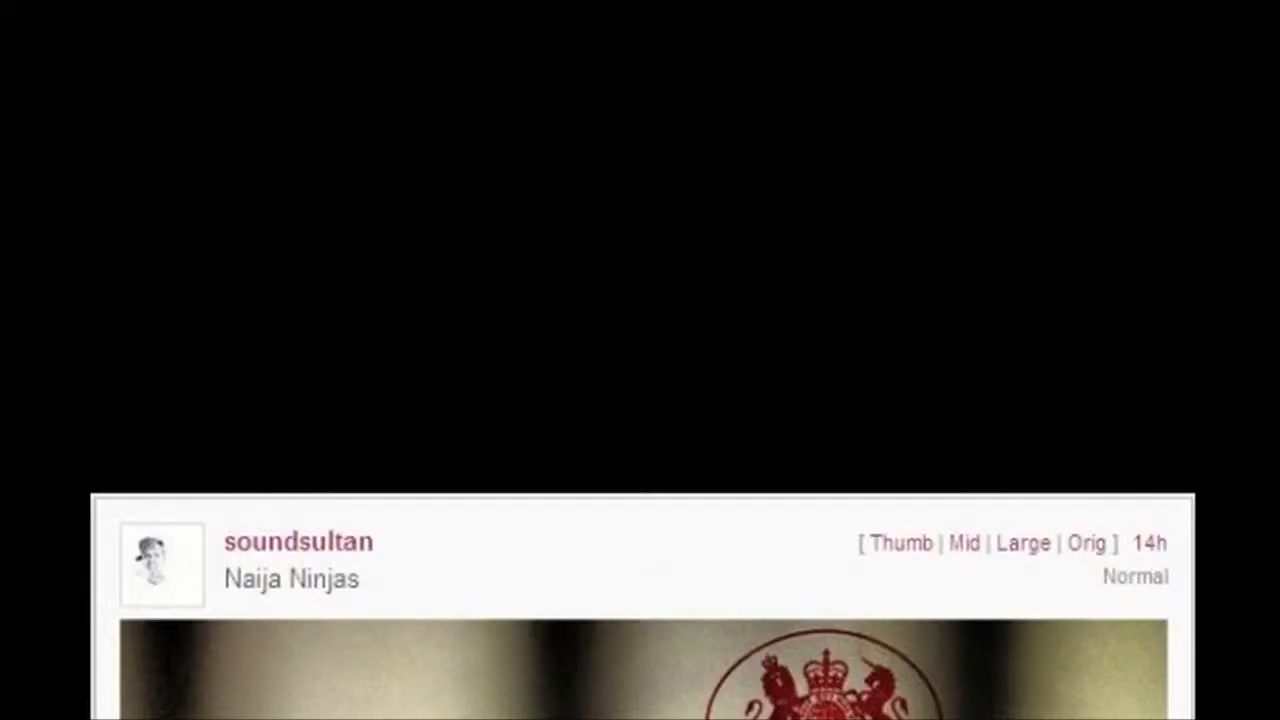 soundsultan
[ Thumb | Mid | Large | Orig ] 14h
Naija Ninjas
Normal